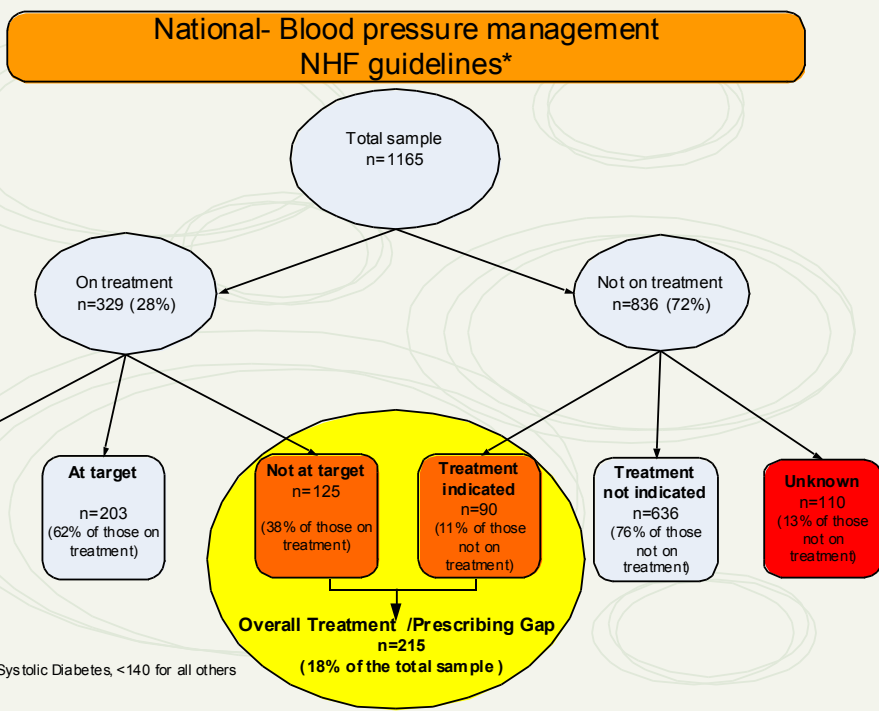 National- Blood pressure management
NHF guidelines*
Total sample
n=1165
On treatment
n=329 (28%)
Not on treatment
n=836 (72%)
At target
n=203
(62% of those on
treatment)
Not at target
n=125
(38% of those on
treatment)
Treatment
indicated
n=90
(11% of those
not on
treatment)
Treatment
not indicated
n=636
(76% of those
not on
treatment)
Unknown
n=110
(13% of those
not on
treatment)
Overall Treatment /Prescribing Gap
n=215
(18% of the total sample )
Systolic Diabetes, <140 for all others